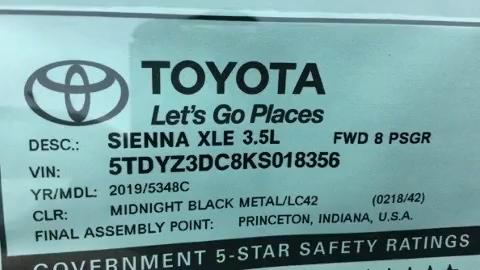 TOYOTA
Let's Go Places
DESC.: SIENNA XLE 3.5L FWD 8 PSGR
VIN: 5TDYZ3DC8KS018356
YR/MDL: 2019/5348C
CLR: MIDNIGHT BLACK METAL/LC42 (0218/42)
FINAL ASSEMBLY POINT: PRINCETON, INDIANA, U.S.A.
GOVERNMENT 5-STAR SAFETY RATINGS